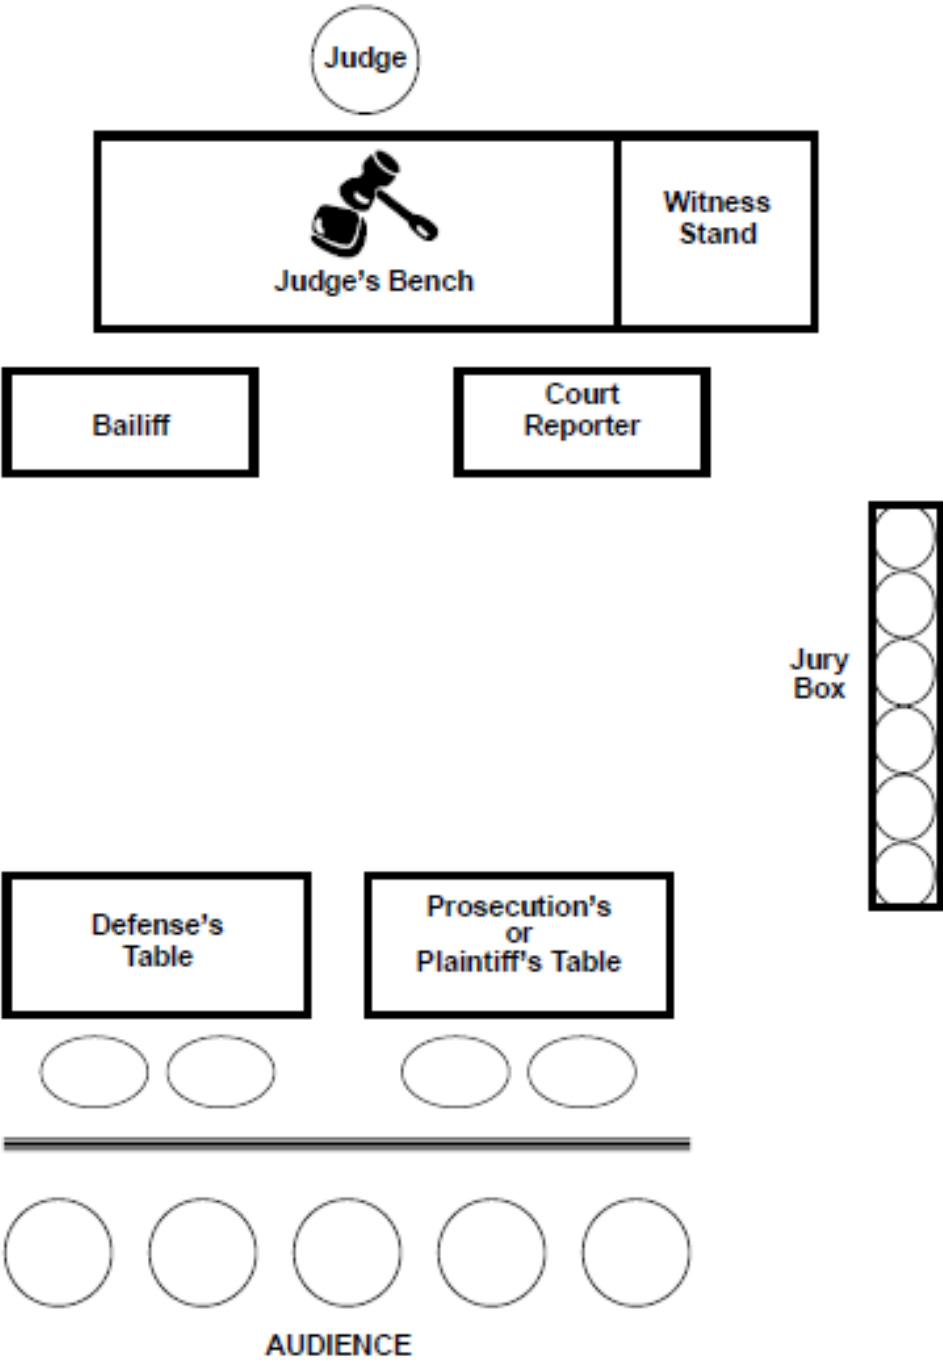 Judge
Witness
Stand
Judge's Bench
Bailiff
Court
Reporter
Jury
Box
Defense's
Table
Prosecution's
or
Plaintiff's Table
AUDIENCE